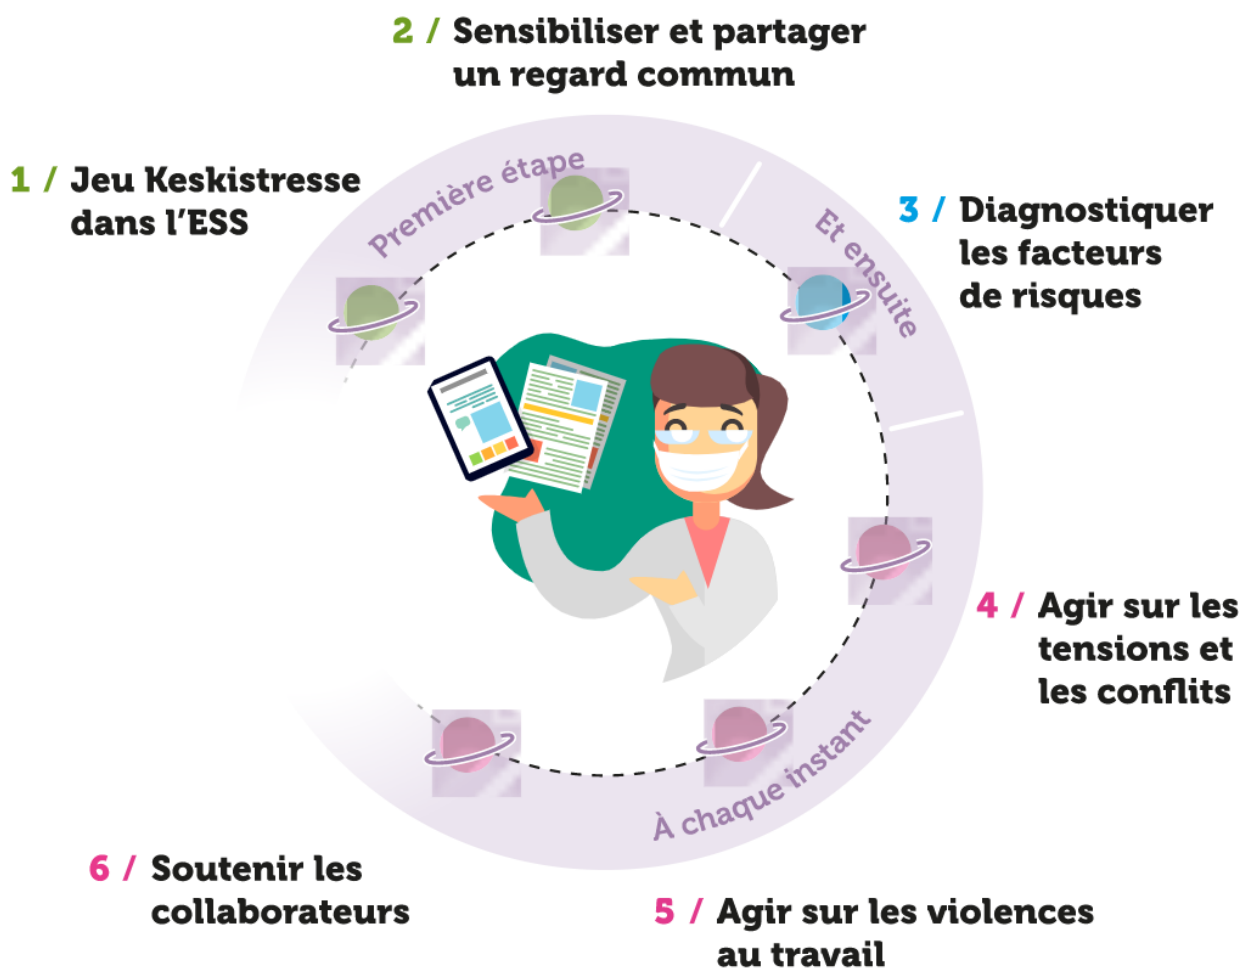 2 / Sensibiliser et partager
un regard commun
1 / Jeu Keskistresse
dans l'ESS
Première étape
Et ensuite
3 / Diagnostiquer
les facteurs
de risques
4 / Agir sur les
tensions et
les conflits
À chaque instant
6 / Soutenir les
collaborateurs
5 / Agir sur les violences
au travail